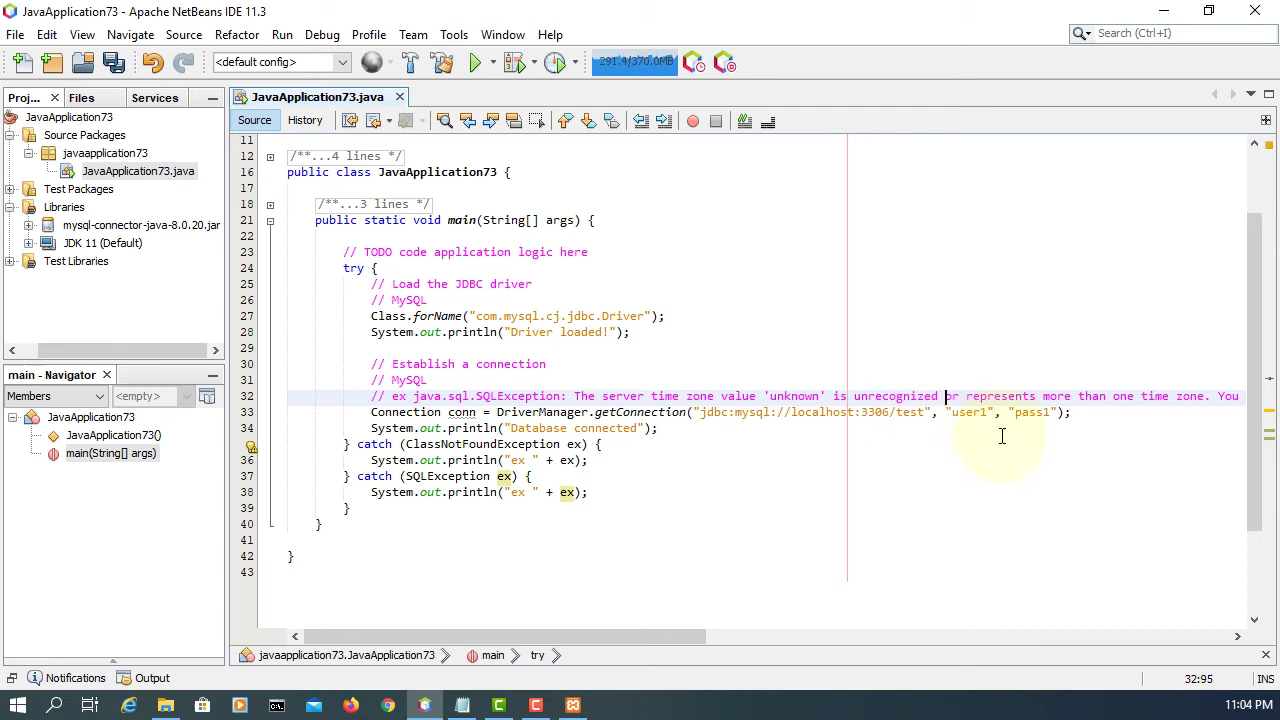 JavaApplication73 - Apache NetBeans IDE 11.3
File Edit View Navigate Source Refactor Run Debug Profile Team Tools Window Help
Search (Ctrl+I)
<default config>
291.4/370.0MB
Proj... Files Services
JavaApplication73.java
JavaApplication73
Source Packages
javaapplication73
JavaApplication73.java
Test Packages
Libraries
mysql-connector-java-8.0.20.jar
JDK 11 (Default)
Test Libraries
main - Navigator
Members
<empty>
JavaApplication73
JavaApplication73()
main(String[] args)
Source History
11
12 /**...4 lines */
16 public class JavaApplication73 {
17
18 /**...3 lines */
21 public static void main(String[] args) {
22
23 // TODO code application logic here
24 try {
25 // Load the JDBC driver
26 // MySQL
27 Class.forName("com.mysql.cj.jdbc.Driver");
28 System.out.println("Driver loaded!");
29
30 // Establish a connection
31 // MySQL
32 // ex java.sql.SQLException: The server time zone value 'unknown' is unrecognized or represents more than one time zone. You
33 Connection conn = DriverManager.getConnection("jdbc:mysql://localhost:3306/test", "user1", "pass1");
34 System.out.println("Database connected");
} catch (ClassNotFoundException ex) {
36 System.out.println("ex " + ex);
37 } catch (SQLException ex) {
38 System.out.println("ex " + ex);
39 }
40 }
41
42 }
43
javaapplication73.JavaApplication73 main try
Notifications Output
32:95 INS
11:04 PM